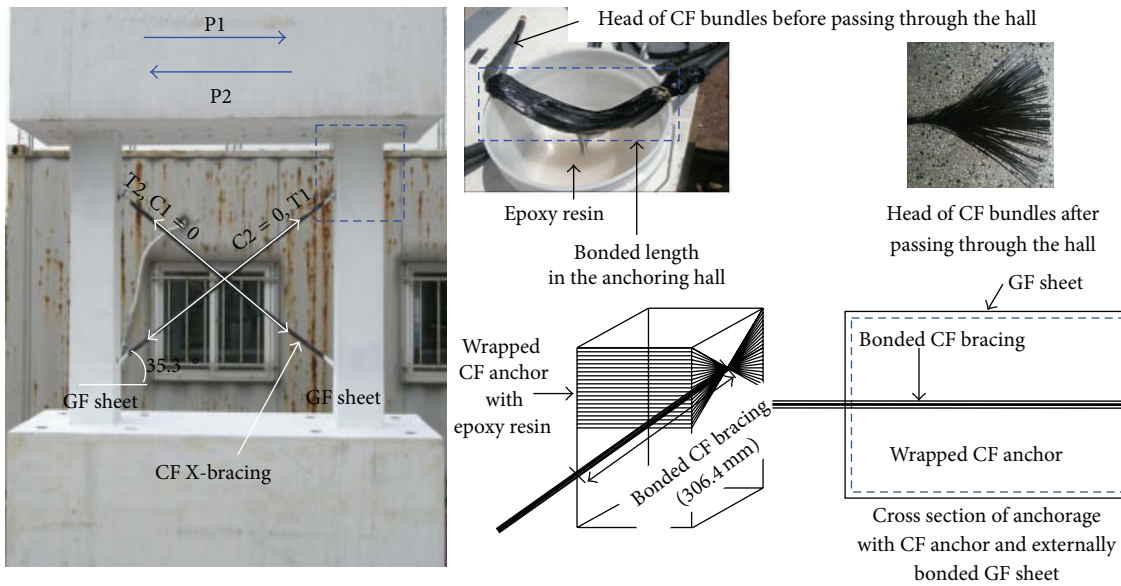 P1
P2
T2, C1 = 0
C2 = 0, T1
35.3 °
GF sheet
GF sheet
CF X-bracing
Head of CF bundles before passing through the hall
Epoxy resin
Bonded length
in the anchoring hall
Head of CF bundles after
passing through the hall
Wrapped
CF anchor
with
epoxy resin
Bonded CF bracing
(306.4 mm)
GF sheet
Bonded CF bracing
Wrapped CF anchor
Cross section of anchorage
with CF anchor and externally
bonded GF sheet